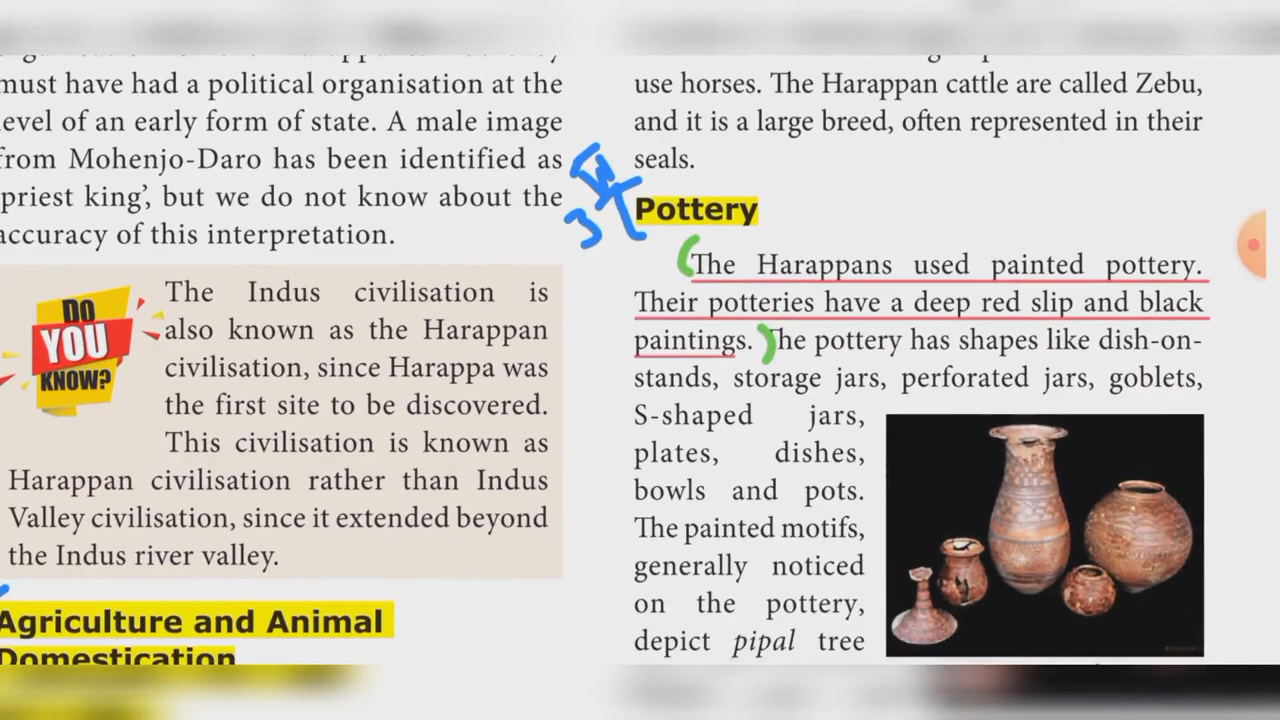 must have had a political organisation at the
level of an early form of state. A male image
from Mohenjo-Daro has been identified as
'priest king', but we do not know about the
accuracy of this interpretation.
DO
YOU
KNOW?
The Indus civilisation is
also known as the Harappan
civilisation, since Harappa was
the first site to be discovered.
This civilisation is known as
Harappan civilisation rather than Indus
Valley civilisation, since it extended beyond
the Indus river valley.
Agriculture and Animal
Domestication
use horses. The Harappan cattle are called Zebu,
and it is a large breed, often represented in their
seals.
3
Pottery
The Harappans used painted pottery.
Their potteries have a deep red slip and black
paintings. The pottery has shapes like dish-on-
stands, storage jars, perforated jars, goblets,
S-shaped jars,
plates, dishes,
bowls and pots.
The painted motifs,
generally noticed
on the pottery,
depict pipal tree